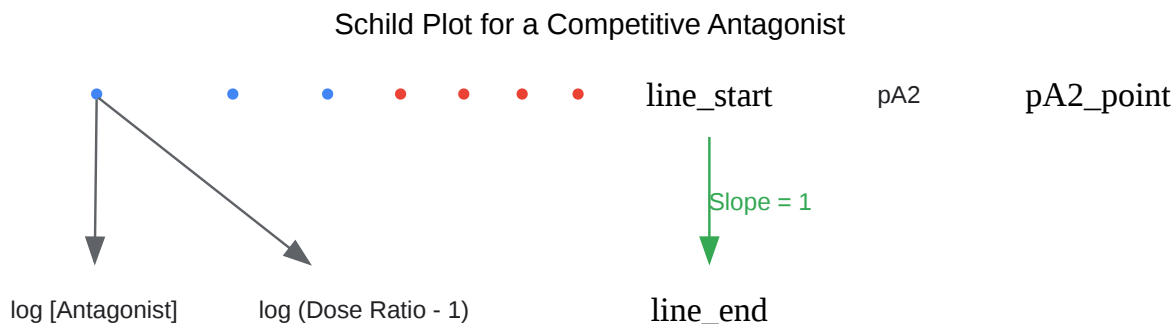 Schild Plot for a Competitive Antagonist
line_start
pA2
pA2_point
Slope = 1
log [Antagonist]
log (Dose Ratio - 1)
line_end